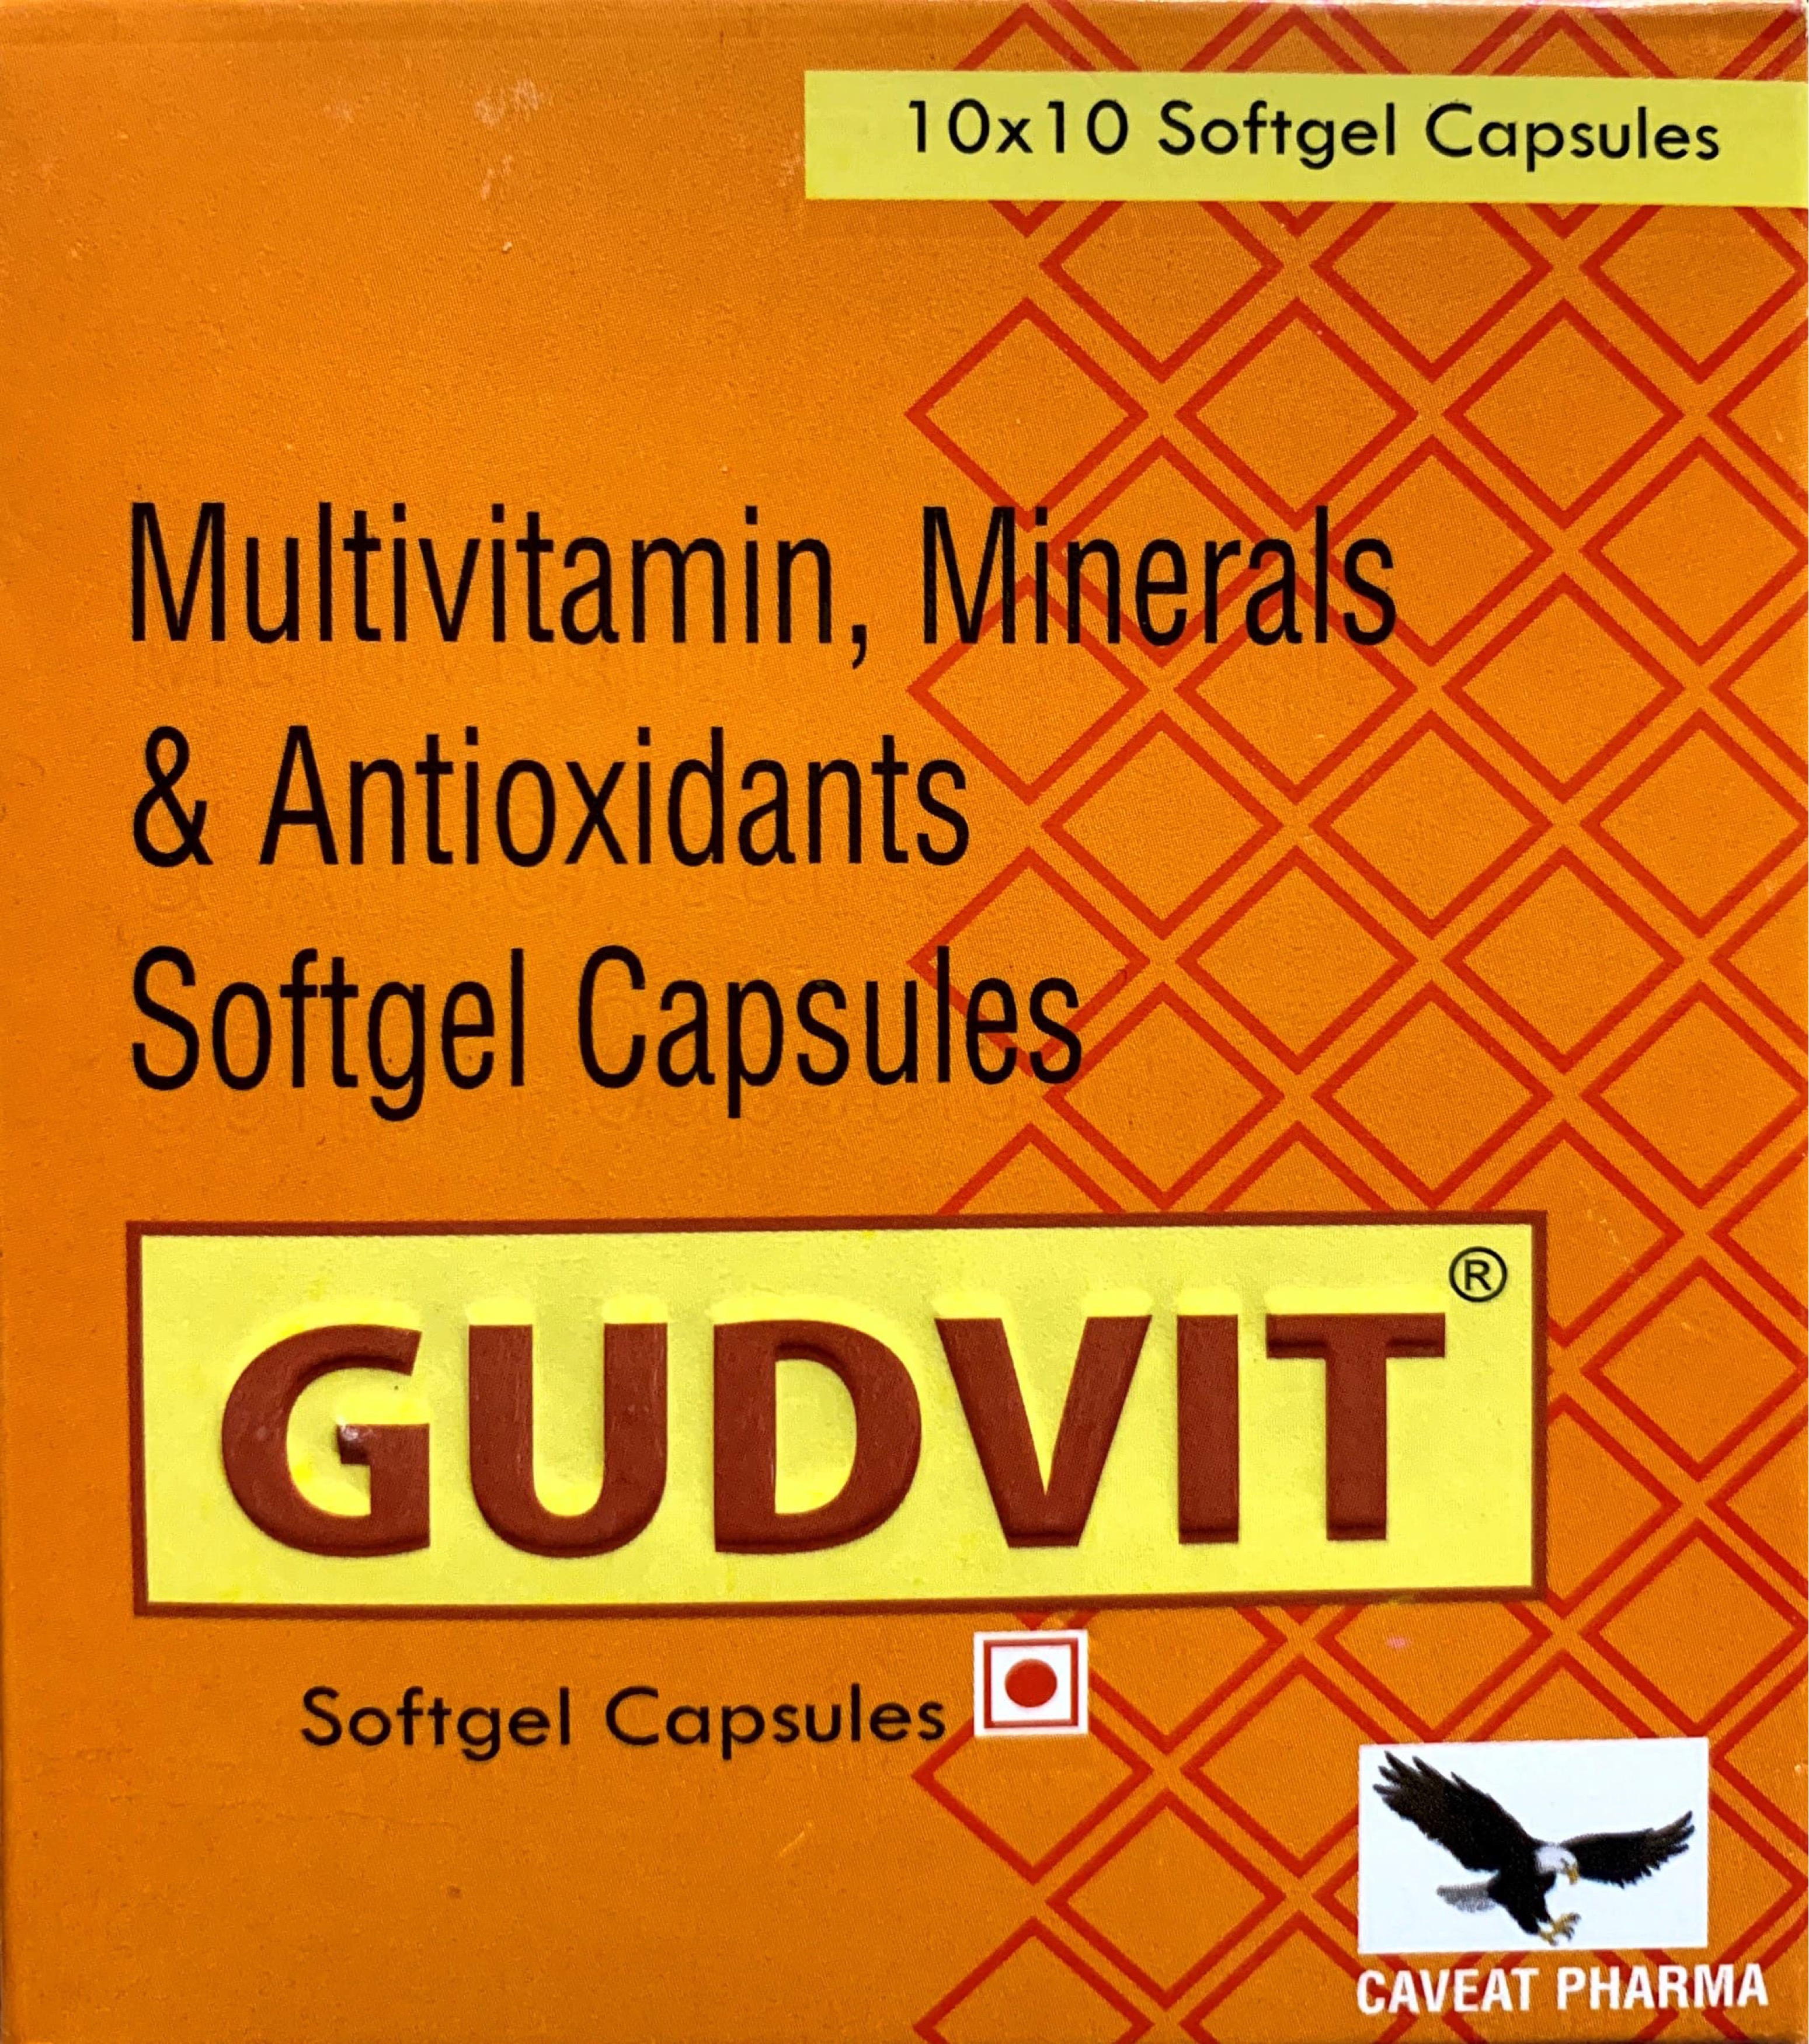 10x10 Softgel Capsules
Multivitamin, Minerals
& Antioxidants
Softgel Capsules
GUDVIT®
Softgel Capsules
CAVEAT PHARMA